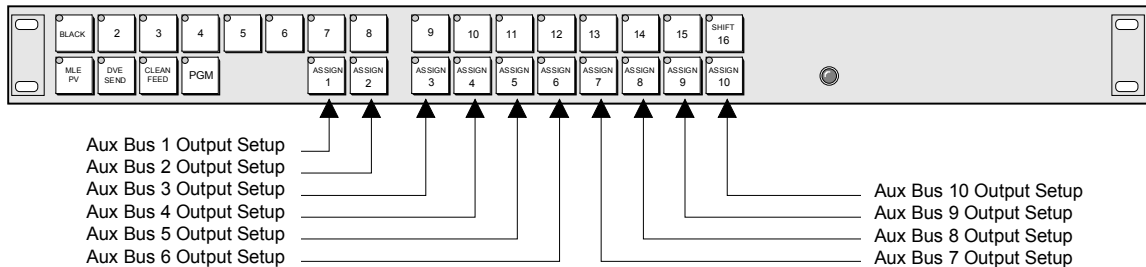 BLACK 2 3 4 5 6 7 8 9 10 11 12 13 14 15 SHIFT 16
MLE PV DVE SEND CLEAN FEED PGM ASSIGN 1 ASSIGN 2 ASSIGN 3 ASSIGN 4 ASSIGN 5 ASSIGN 6 ASSIGN 7 ASSIGN 8 ASSIGN 9 ASSIGN 10
Aux Bus 1 Output Setup
Aux Bus 2 Output Setup
Aux Bus 3 Output Setup
Aux Bus 4 Output Setup
Aux Bus 5 Output Setup
Aux Bus 6 Output Setup
Aux Bus 10 Output Setup
Aux Bus 9 Output Setup
Aux Bus 8 Output Setup
Aux Bus 7 Output Setup